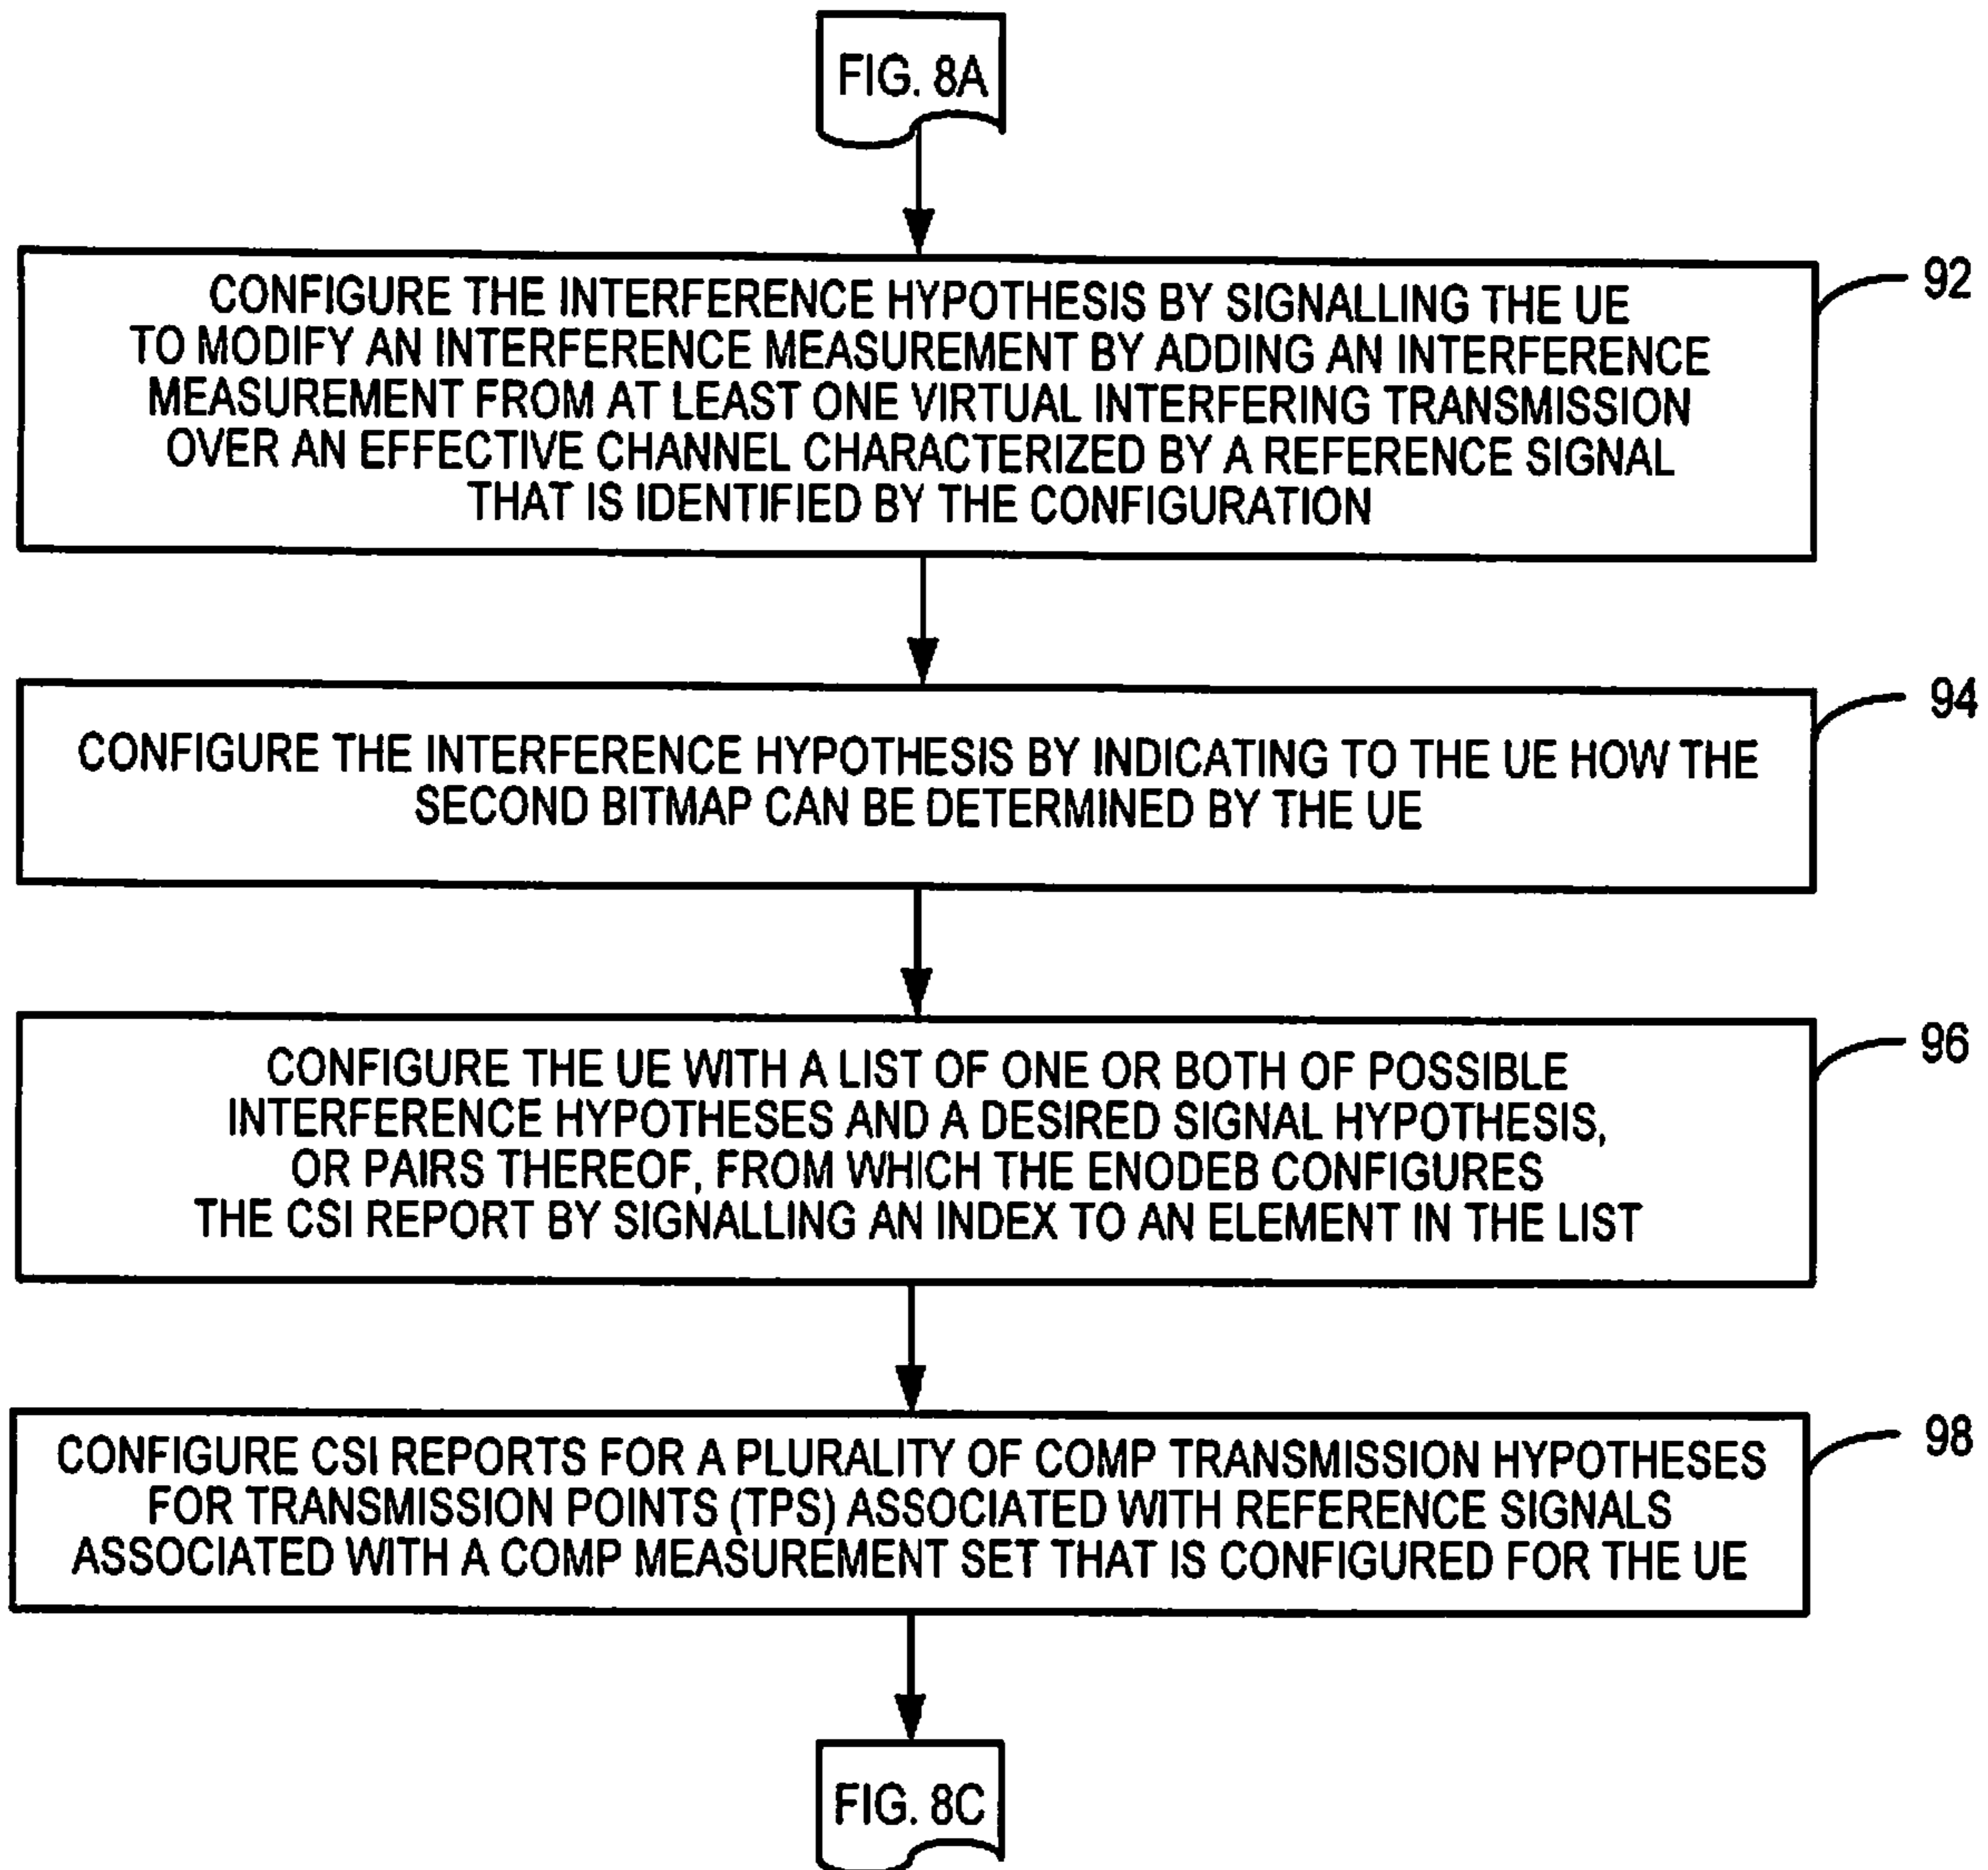 FIG. 8A
CONFIGURE THE INTERFERENCE HYPOTHESIS BY SIGNALLING THE UE
TO MODIFY AN INTERFERENCE MEASUREMENT BY ADDING AN INTERFERENCE
MEASUREMENT FROM AT LEAST ONE VIRTUAL INTERFERING TRANSMISSION
OVER AN EFFECTIVE CHANNEL CHARACTERIZED BY A REFERENCE SIGNAL
THAT IS IDENTIFIED BY THE CONFIGURATION
92
CONFIGURE THE INTERFERENCE HYPOTHESIS BY INDICATING TO THE UE HOW THE
SECOND BITMAP CAN BE DETERMINED BY THE UE
94
CONFIGURE THE UE WITH A LIST OF ONE OR BOTH OF POSSIBLE
INTERFERENCE HYPOTHESES AND A DESIRED SIGNAL HYPOTHESIS,
OR PAIRS THEREOF, FROM WHICH THE ENODEB CONFIGURES
THE CSI REPORT BY SIGNALLING AN INDEX TO AN ELEMENT IN THE LIST
96
CONFIGURE CSI REPORTS FOR A PLURALITY OF COMP TRANSMISSION HYPOTHESES
FOR TRANSMISSION POINTS (TPS) ASSOCIATED WITH REFERENCE SIGNALS
ASSOCIATED WITH A COMP MEASUREMENT SET THAT IS CONFIGURED FOR THE UE
98
FIG. 8C